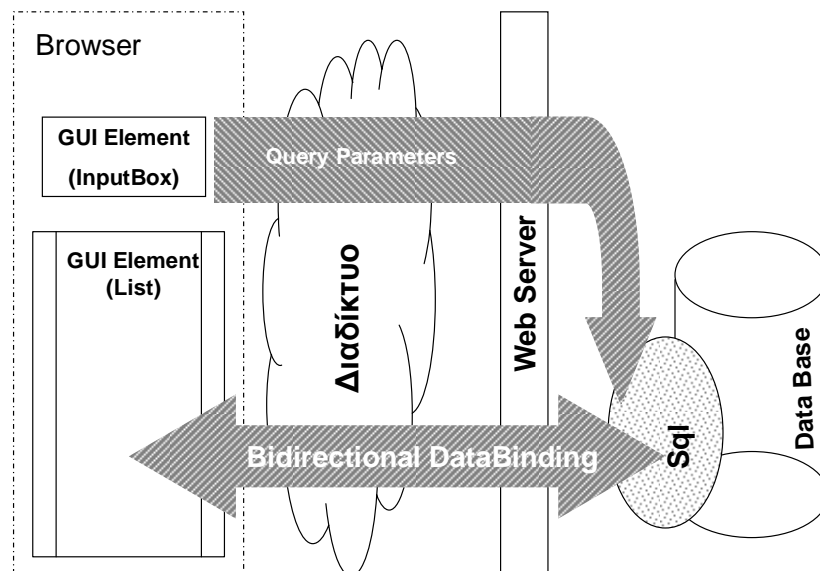 Browser
GUI Element
(InputBox)
Query Parameters
GUI Element
(List)
Διαδίκτυο
Web Server
Data Base
Sql
Bidirectional DataBinding